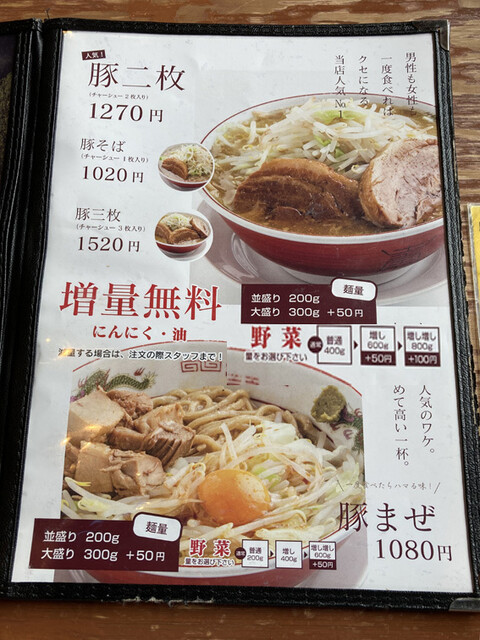 人気!
豚二枚
(チャーシュー2枚入り)
1270円
豚そば
(チャーシュー1枚入り)
1020円
豚三枚
(チャーシュー3枚入り)
1520円
男性も女性も
一度食べれば
クセになる
当店人気No.1
増量無料
にんにく・油
増量する場合は、注文の際スタッフまで!
麺量
並盛り 200g
大盛り 300g +50円
野菜
量をお選び下さい
通常
普通
400g
増し
600g
+50円
増し増し
800g
+100円
人気のワケ。
めて高い一杯。
\一度食べたらハマる味!/
豚まぜ
1080円
麺量
並盛り 200g
大盛り 300g +50円
野菜
量をお選び下さい
通常
普通
200g
増し
400g
増し増し
600g
+50円